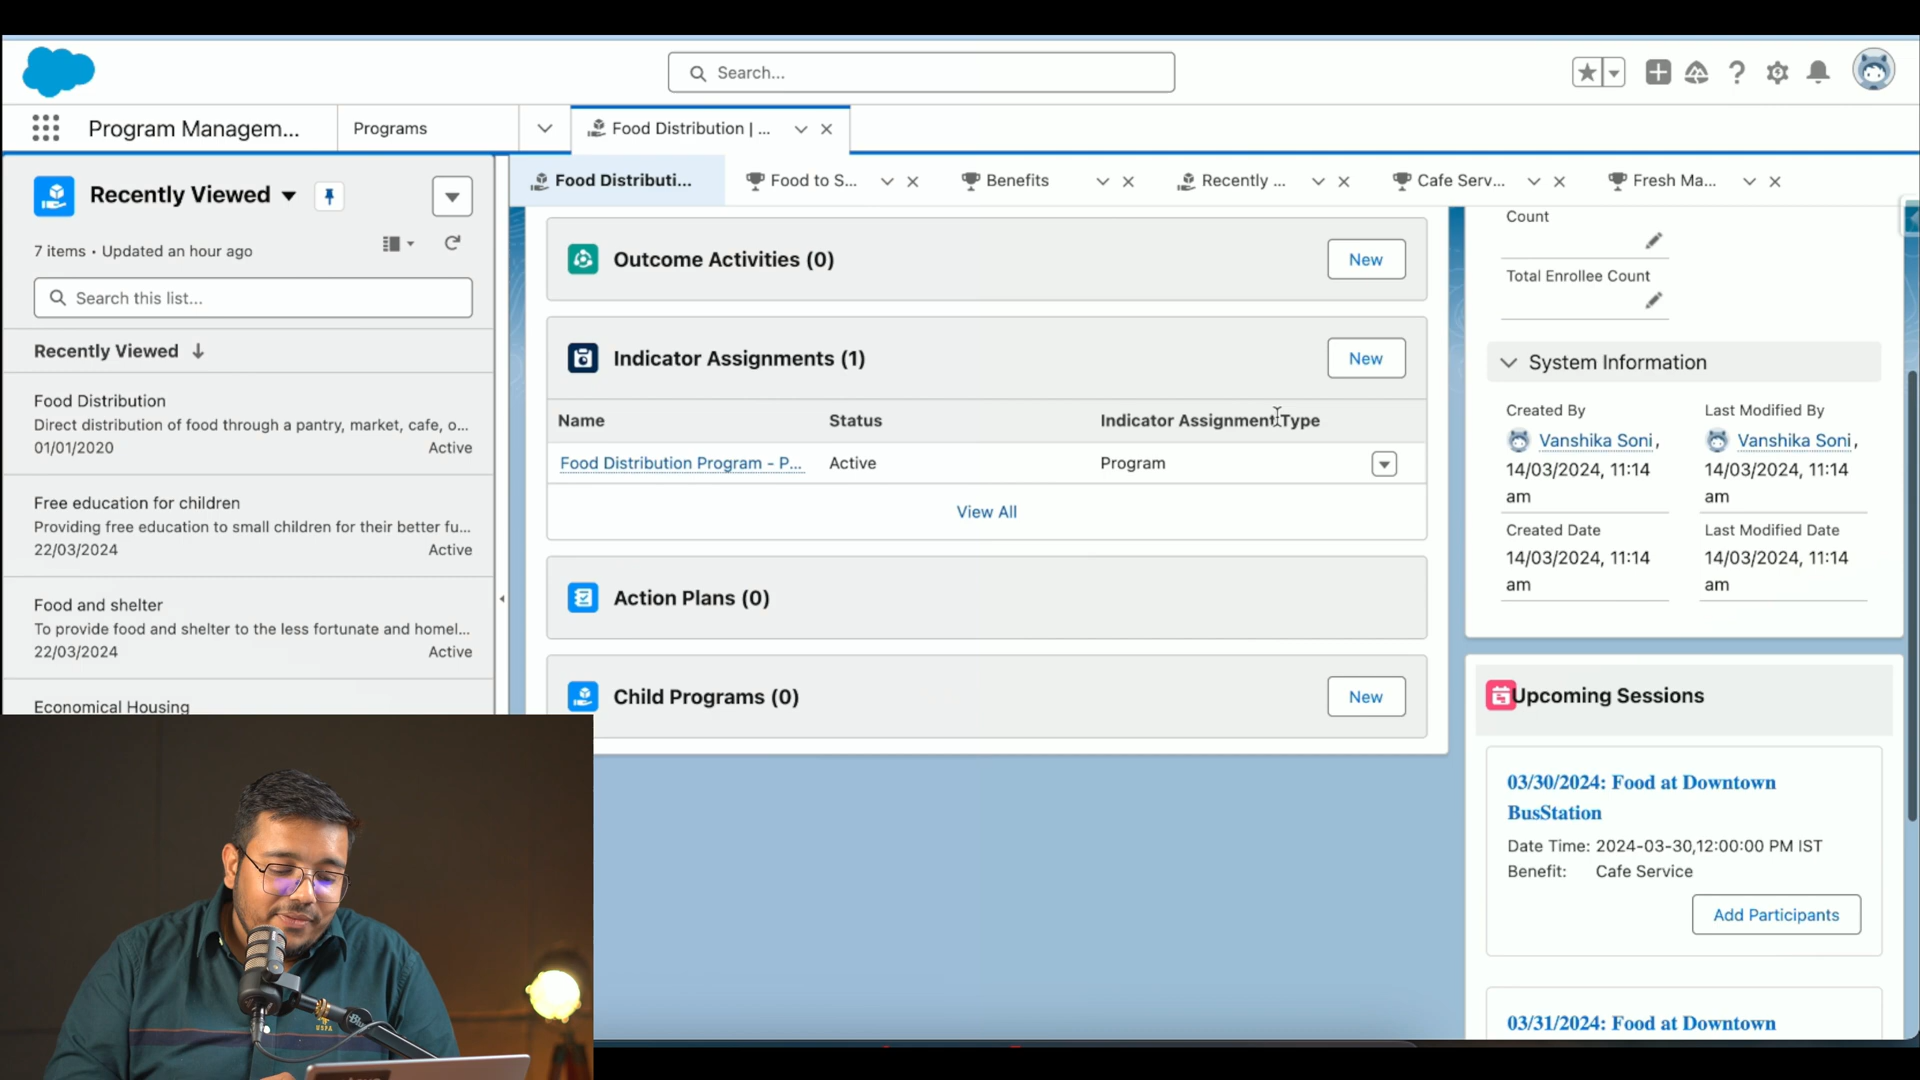 Search...
Program Managem...
Programs
Food Distribution | ...
Recently Viewed
7 items • Updated an hour ago
Search this list...
Recently Viewed
Food Distribution
Direct distribution of food through a pantry, market, cafe, o...
01/01/2020 Active
Free education for children
Providing free education to small children for their better fu...
22/03/2024 Active
Food and shelter
To provide food and shelter to the less fortunate and homel...
22/03/2024 Active
Economical Housing
Food Distributi...
Food to S...
Benefits
Recently ...
Cafe Serv...
Fresh Ma...
Outcome Activities (0)
New
Indicator Assignments (1)
New
Name Status Indicator Assignment Type
Food Distribution Program - P... Active Program
View All
Action Plans (0)
Child Programs (0)
New
Count
Total Enrollee Count
System Information
Created By
Vanshika Soni,
14/03/2024, 11:14
am
Last Modified By
Vanshika Soni,
14/03/2024, 11:14
am
Created Date
14/03/2024, 11:14
am
Last Modified Date
14/03/2024, 11:14
am
Upcoming Sessions
03/30/2024: Food at Downtown
BusStation
Date Time: 2024-03-30,12:00:00 PM IST
Benefit: Cafe Service
Add Participants
03/31/2024: Food at Downtown
USPA